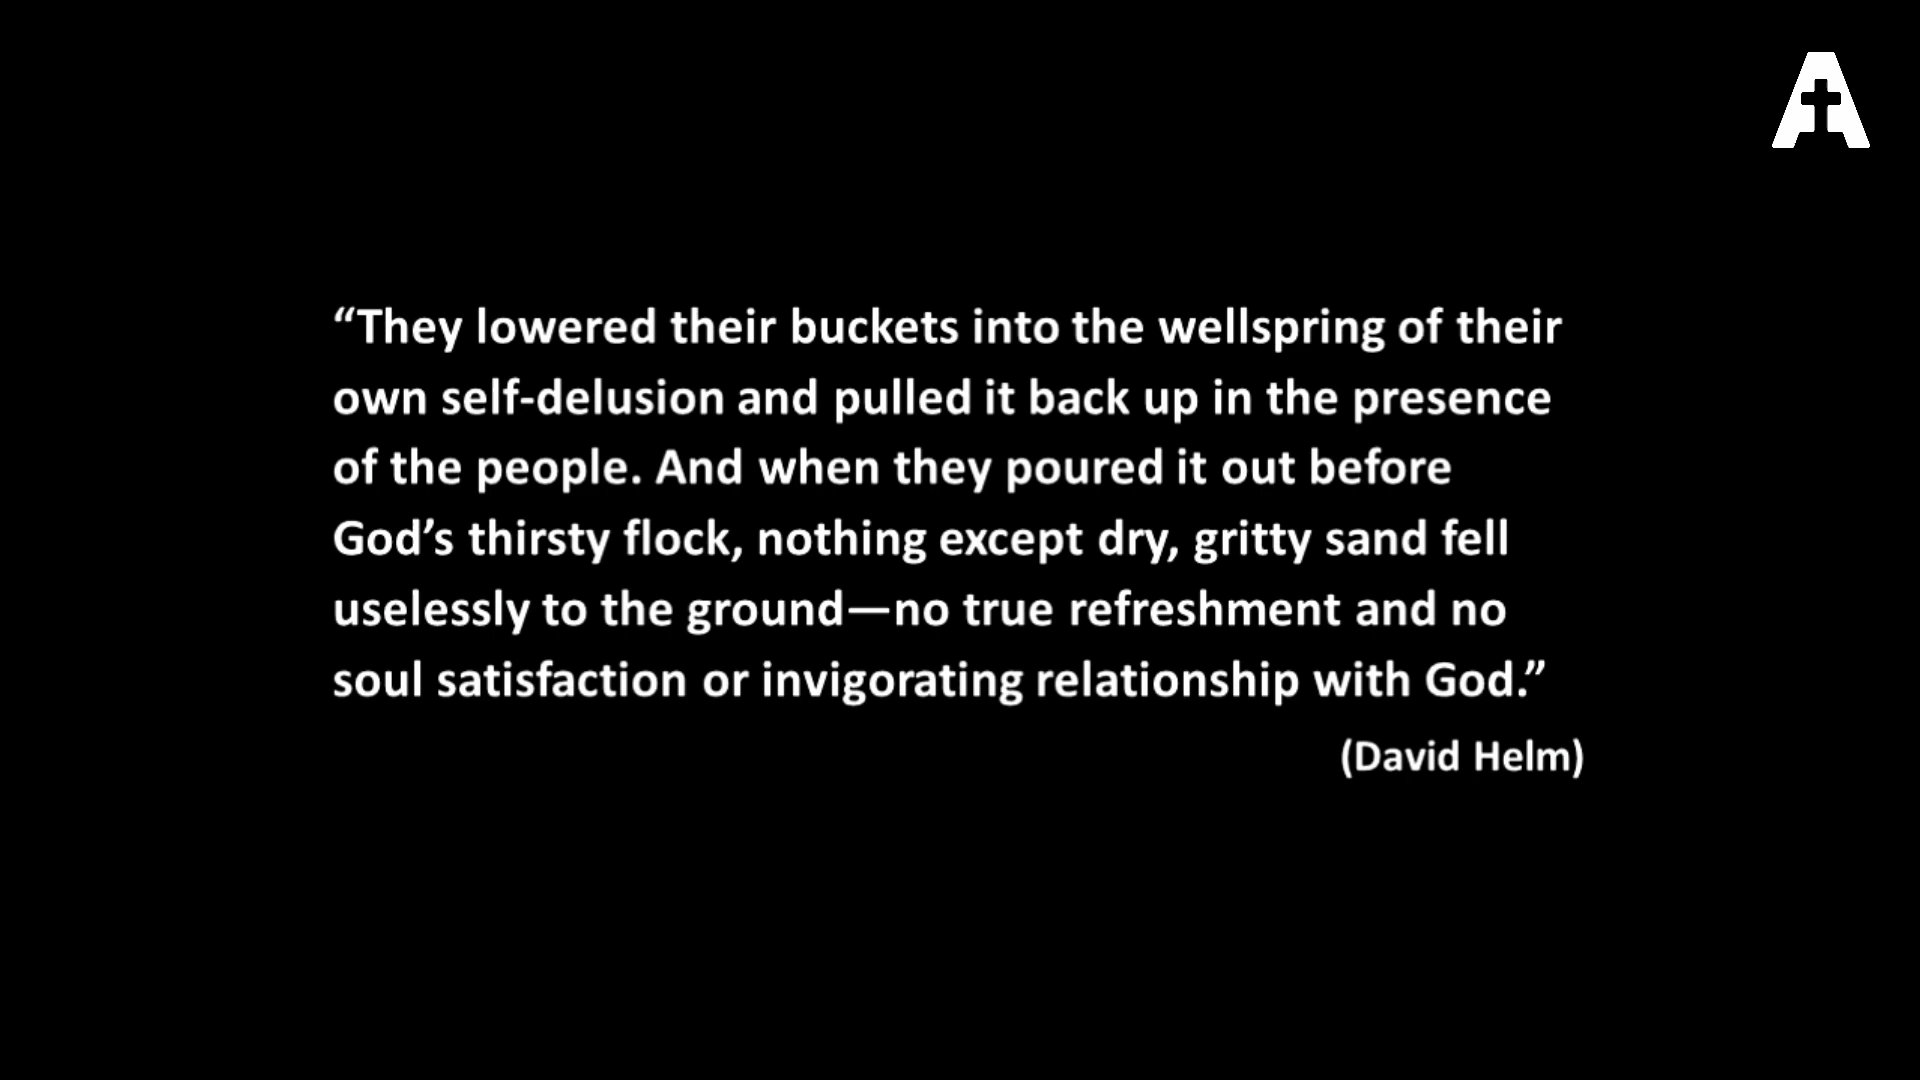 “They lowered their buckets into the wellspring of their
own self-delusion and pulled it back up in the presence
of the people. And when they poured it out before
God’s thirsty flock, nothing except dry, gritty sand fell
uselessly to the ground—no true refreshment and no
soul satisfaction or invigorating relationship with God.”
(David Helm)